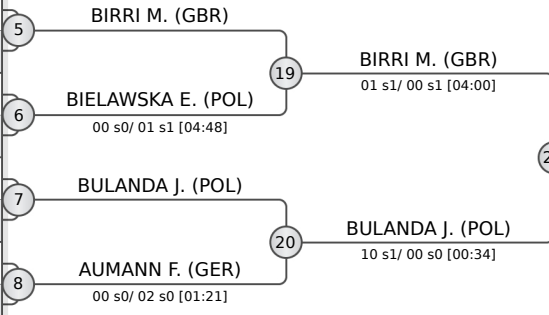 5
BIRRI M. (GBR)
19
BIRRI M. (GBR)
01 s1/ 00 s1 [04:00]
6
BIELAWSKA E. (POL)
00 s0/ 01 s1 [04:48]
7
BULANDA J. (POL)
20
BULANDA J. (POL)
10 s1/ 00 s0 [00:34]
8
AUMANN F. (GER)
00 s0/ 02 s0 [01:21]